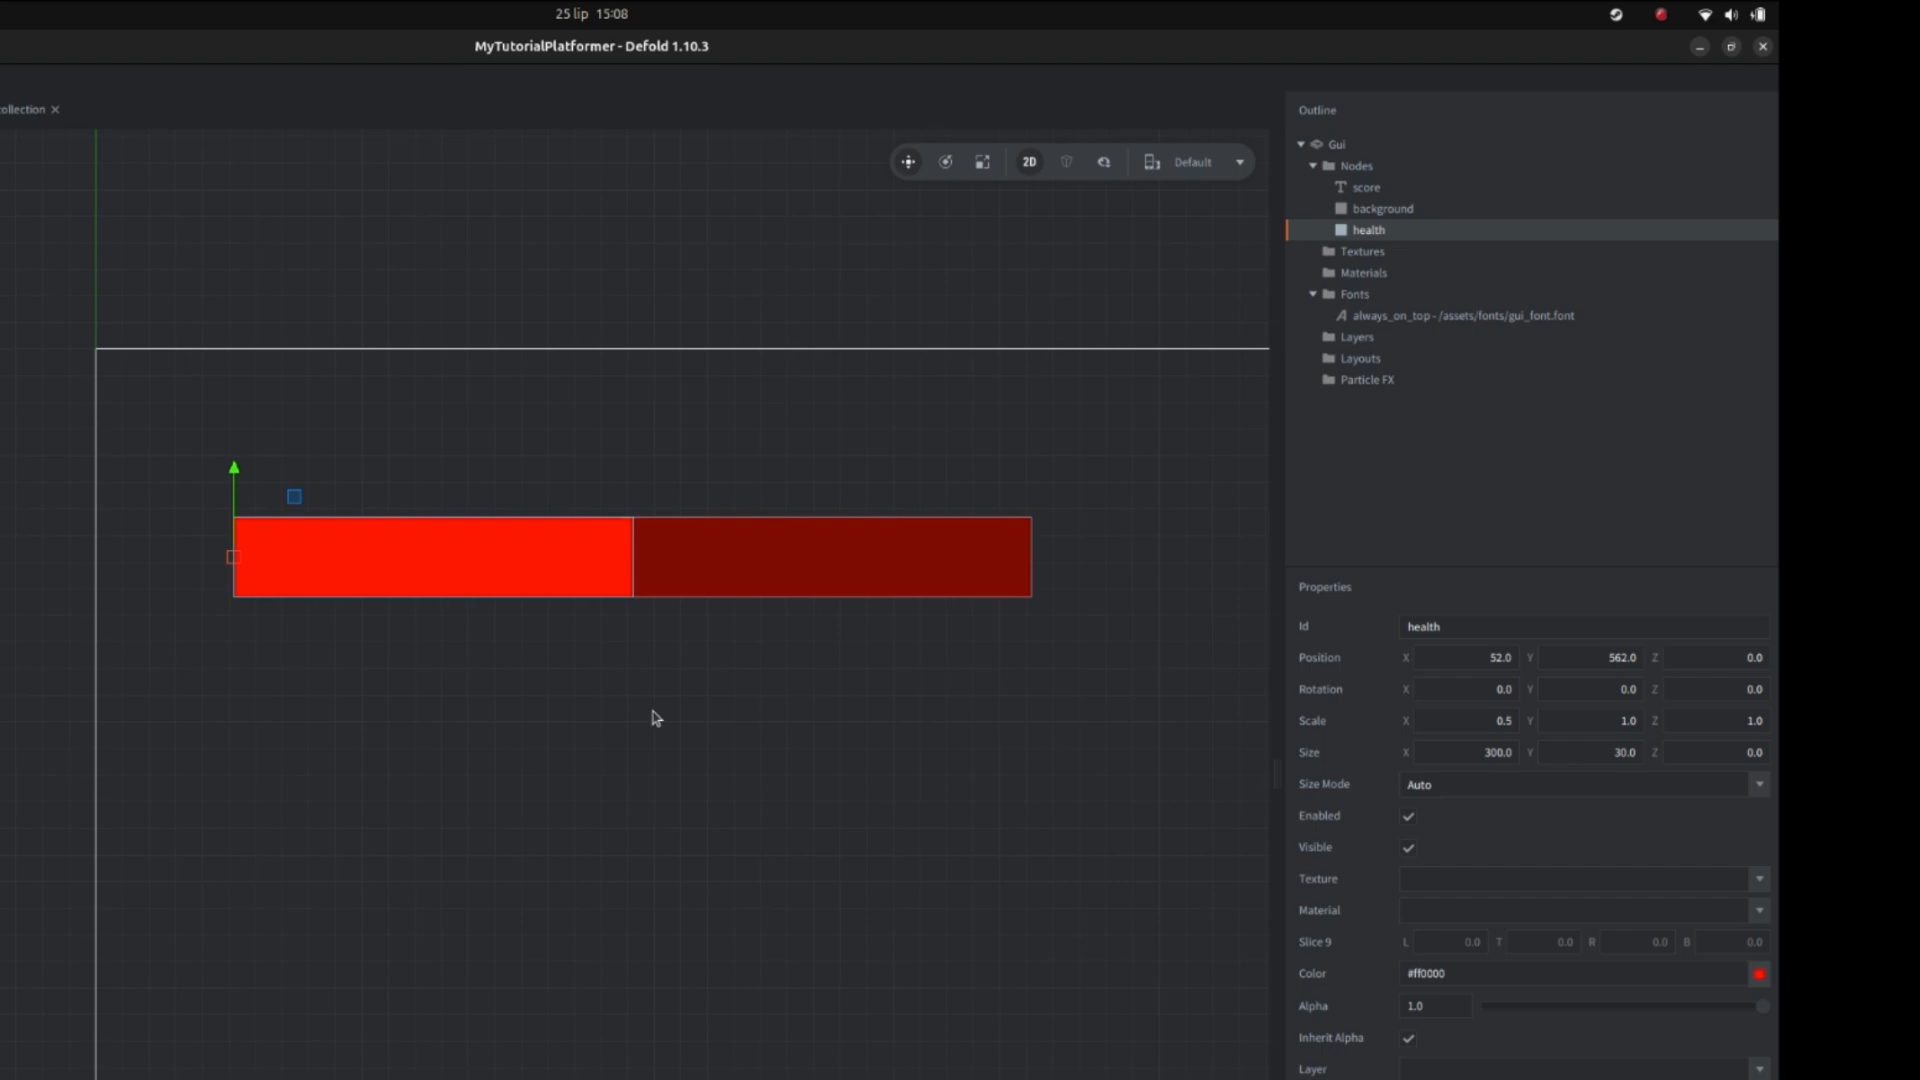 25 lip 15:08
MyTutorialPlatformer - Defold 1.10.3
ollection
2D
Default
Outline
Gui
Nodes
score
background
health
Textures
Materials
Fonts
always_on_top - /assets/fonts/gui_font.font
Layers
Layouts
Particle FX
Properties
Id health
Position X 52.0 Y 562.0 Z 0.0
Rotation X 0.0 Y 0.0 Z 0.0
Scale X 0.5 Y 1.0 Z 1.0
Size X 300.0 Y 30.0 Z 0.0
Size Mode Auto
Enabled
Visible
Texture
Material
Slice 9 L 0.0 T 0.0 R 0.0 B 0.0
Color #ff0000
Alpha 1.0
Inherit Alpha
Layer